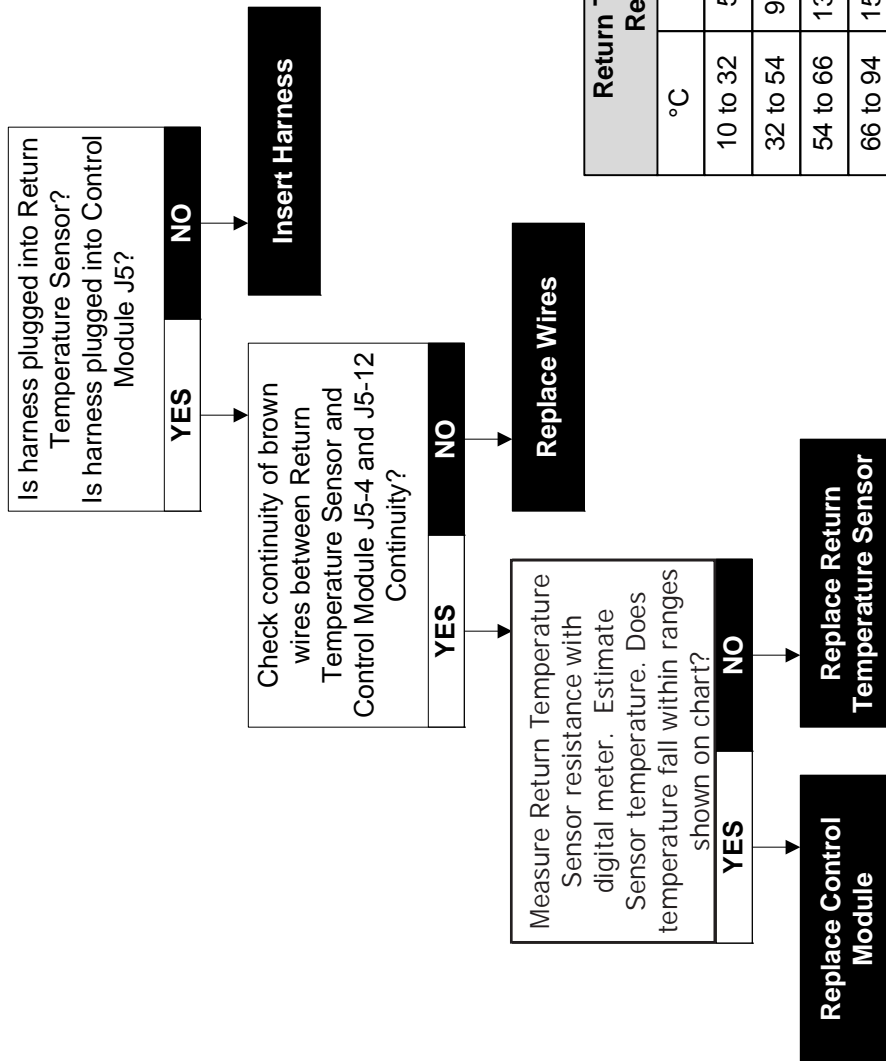 Is harness plugged into Return
Temperature Sensor?
Is harness plugged into Control
Module J5?
YES
NO
Insert Harness
Check continuity of brown
wires between Return
Temperature Sensor and
Control Module J5-4 and J5-12
Continuity?
YES
NO
Replace Wires
Measure Return Temperature
Sensor resistance with
digital meter. Estimate
Sensor temperature. Does
temperature fall within ranges
shown on chart?
YES
NO
Replace Control
Module
Replace Return
Temperature Sensor
Return
Re
°C
10 to 32
32 to 54
54 to 66
66 to 94